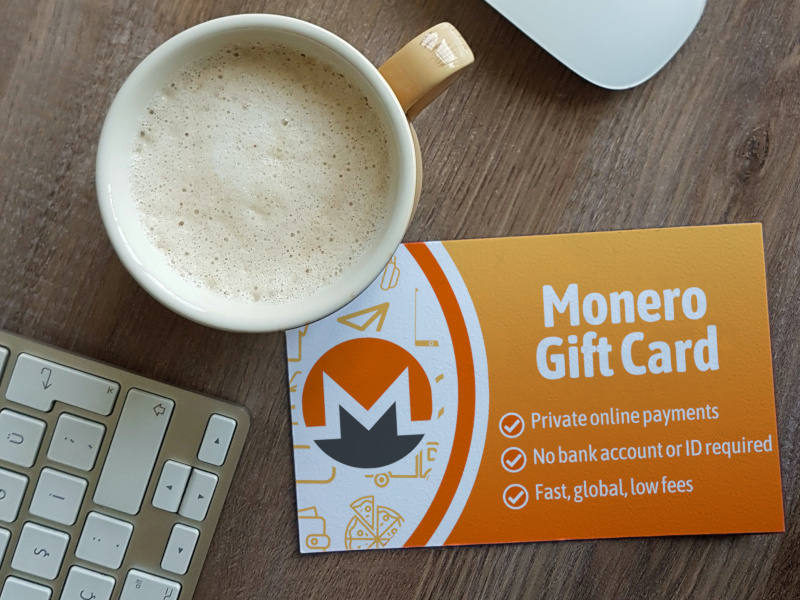 Monero
Gift Card
Private online payments
No bank account or ID required
Fast, global, low fees